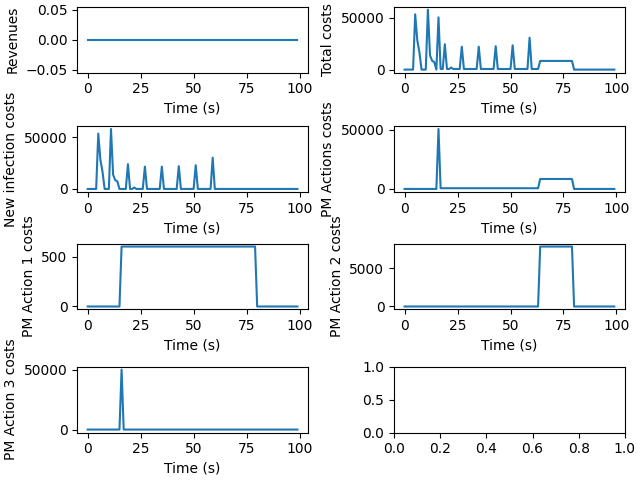 Revenues
0.05
0.00
−0.05
0 25 50 75 100
Time (s)
Total costs
50000
0
0 25 50 75 100
Time (s)
New infection costs
50000
0
0 25 50 75 100
Time (s)
PM Actions costs
50000
0
0 25 50 75 100
Time (s)
PM Action 1 costs
500
0
0 25 50 75 100
Time (s)
PM Action 2 costs
5000
0
0 25 50 75 100
Time (s)
PM Action 3 costs
50000
0
0 25 50 75 100
Time (s)
1.0
0.5
0.0
0.0 0.2 0.4 0.6 0.8 1.0